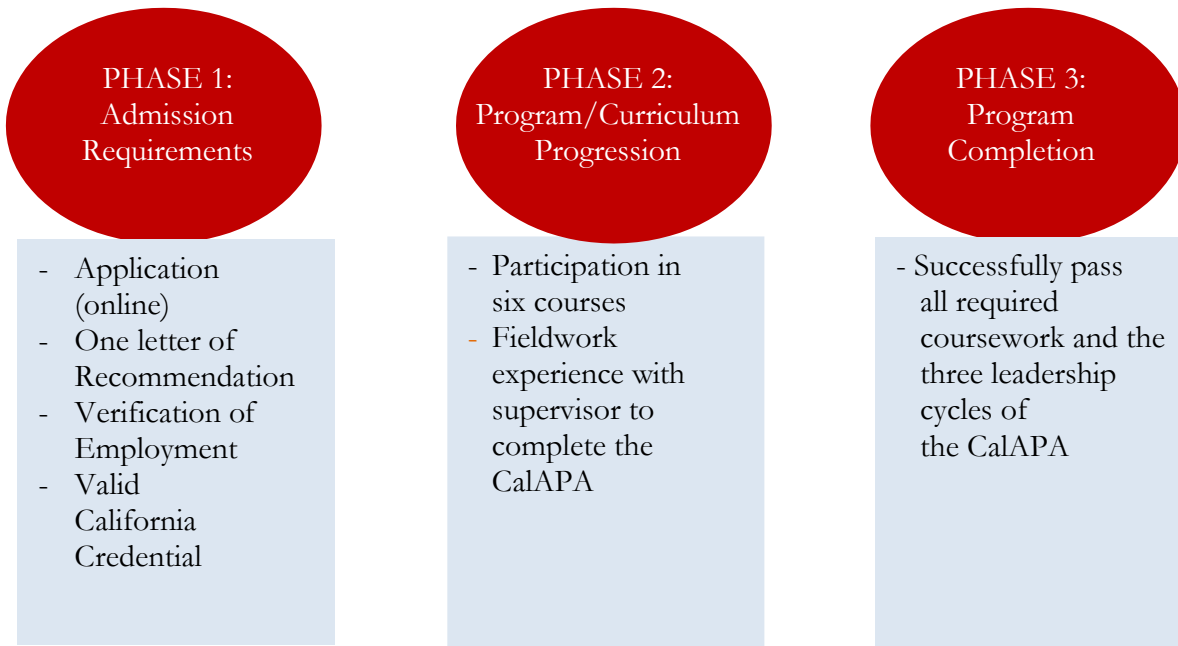 PHASE 1:
Admission
Requirements
- Application
(online)
- One letter of
Recommendation
- Verification of
Employment
- Valid
California
Credential
PHASE 2:
Program/Curriculum
Progression
- Participation in
six courses
- Fieldwork
experience with
supervisor to
complete the
CalAPA
PHASE 3:
Program
Completion
- Successfully pass
all required
coursework and the
three leadership
cycles of
the CalAPA